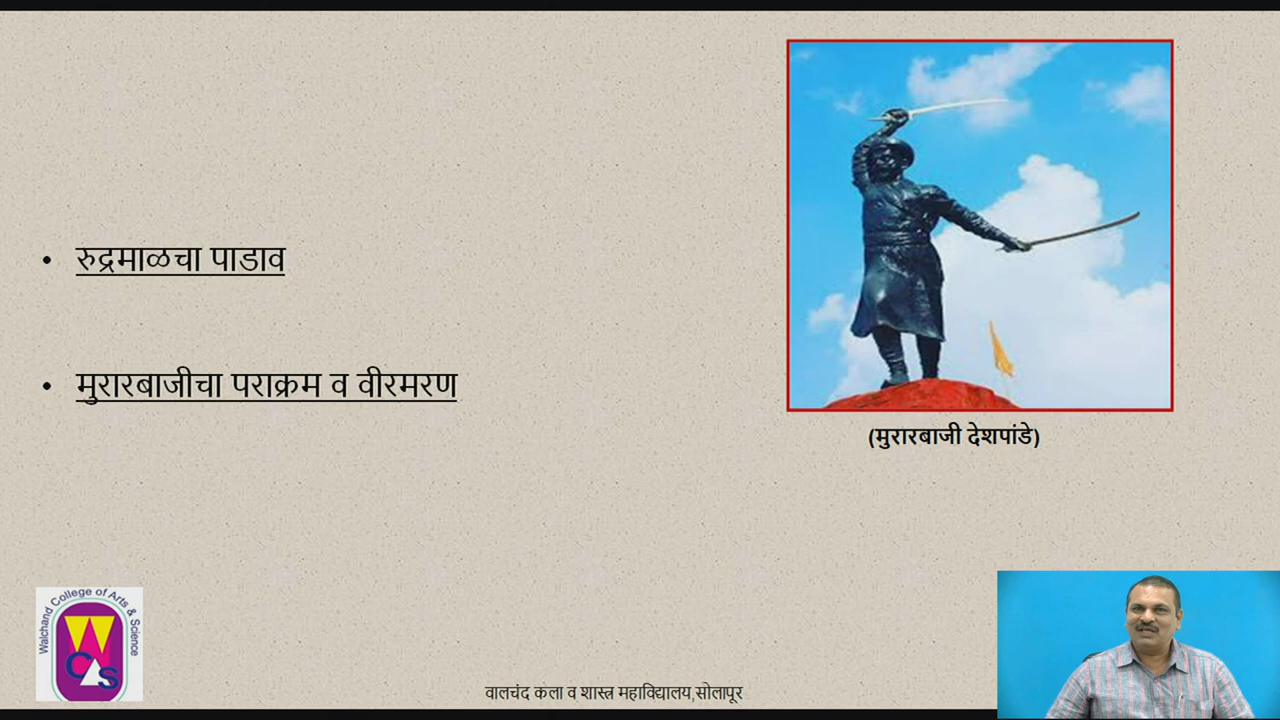 रुद्रमाळचा पाडाव
मुरारबाजीचा पराक्रम व वीरमरण
(मुरारबाजी देशपांडे)
Walchand College of Arts & Science
W
C A S
वालचंद कला व शास्त्र महाविद्यालय,सोलापूर